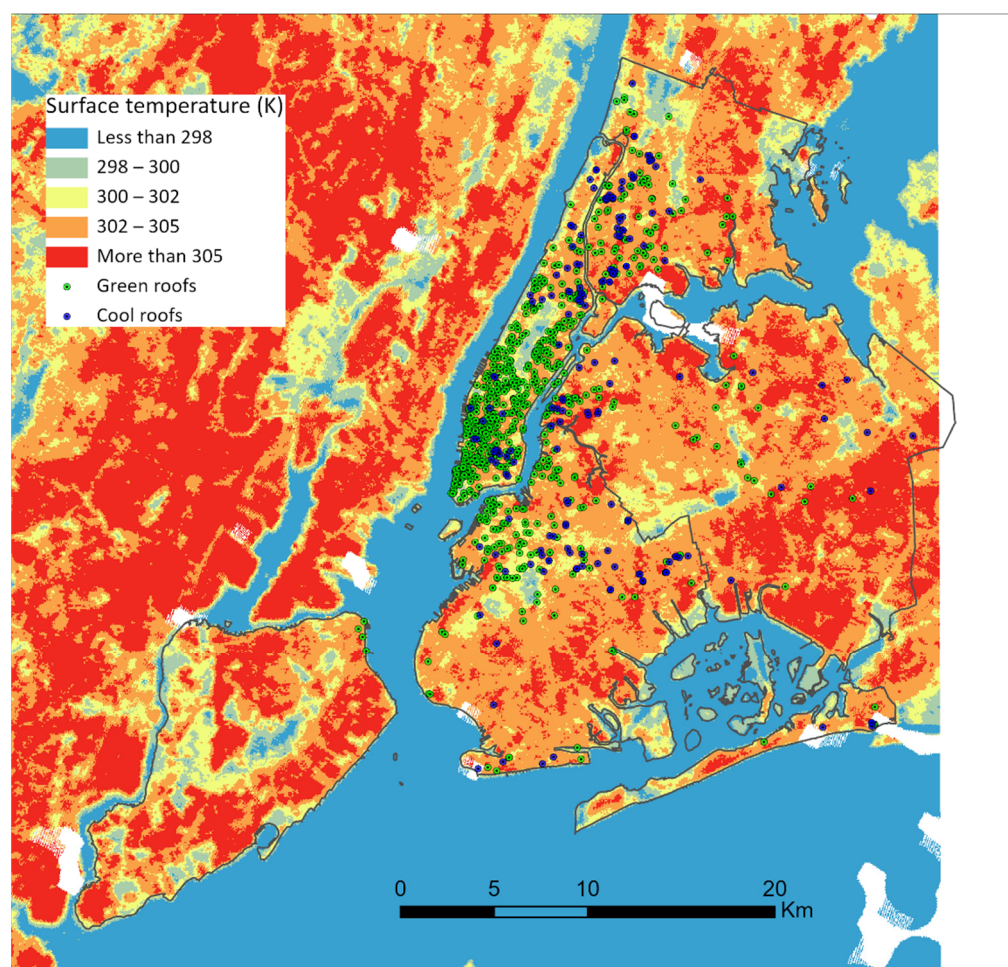 Surface temperature (K)
Less than 298
298 – 300
300 – 302
302 – 305
More than 305
Green roofs
Cool roofs
0 5 10 20
Km